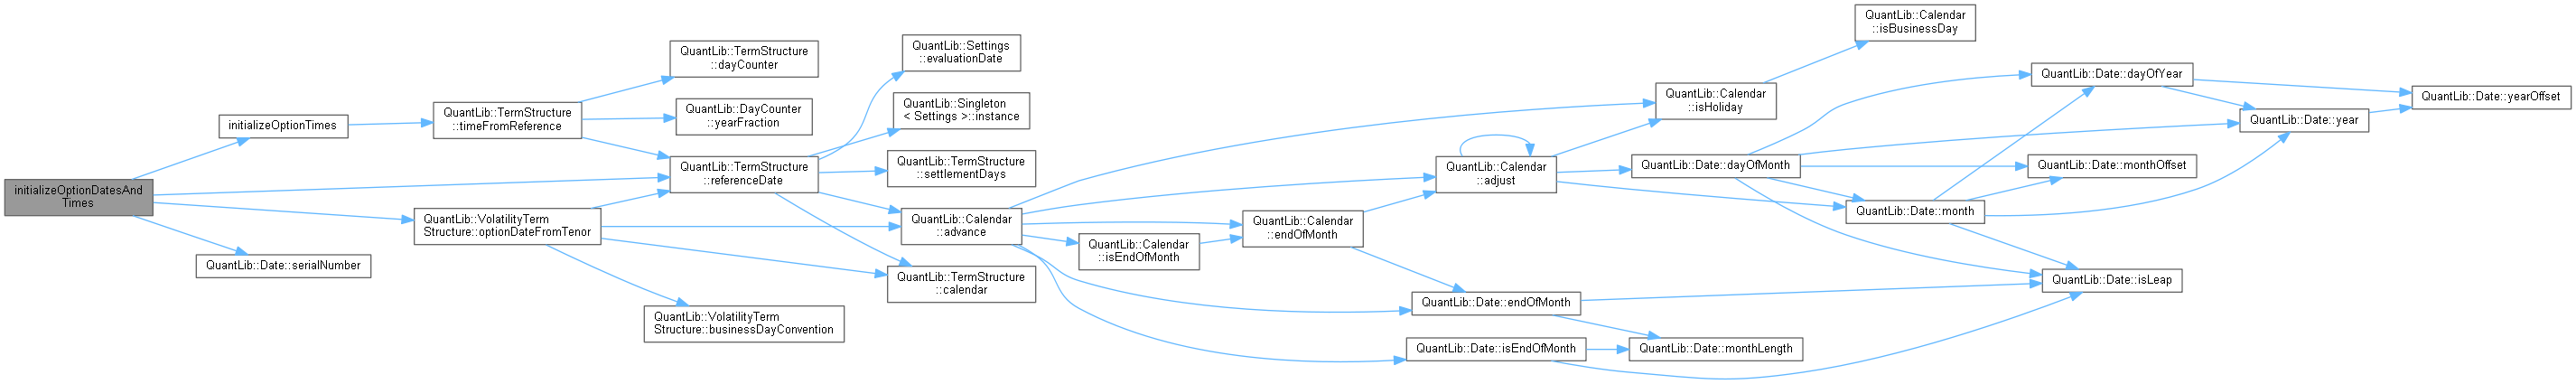 initializeOptionDatesAnd
Times
initializeOptionTimes
QuantLib::TermStructure
::timeFromReference
QuantLib::TermStructure
::dayCounter
QuantLib::DayCounter
::yearFraction
QuantLib::TermStructure
::referenceDate
QuantLib::Settings
::evaluationDate
QuantLib::Singleton
< Settings >::instance
QuantLib::TermStructure
::settlementDays
QuantLib::Calendar
::advance
QuantLib::TermStructure
::calendar
QuantLib::VolatilityTerm
Structure::optionDateFromTenor
QuantLib::Date::serialNumber
QuantLib::VolatilityTerm
Structure::businessDayConvention
QuantLib::Calendar
::isEndOfMonth
QuantLib::Calendar
::endOfMonth
QuantLib::Calendar
::adjust
QuantLib::Date::endOfMonth
QuantLib::Date::isEndOfMonth
QuantLib::Calendar
::isHoliday
QuantLib::Calendar
::isBusinessDay
QuantLib::Date::dayOfMonth
QuantLib::Date::month
QuantLib::Date::monthLength
QuantLib::Date::dayOfYear
QuantLib::Date::monthOffset
QuantLib::Date::isLeap
QuantLib::Date::year
QuantLib::Date::yearOffset